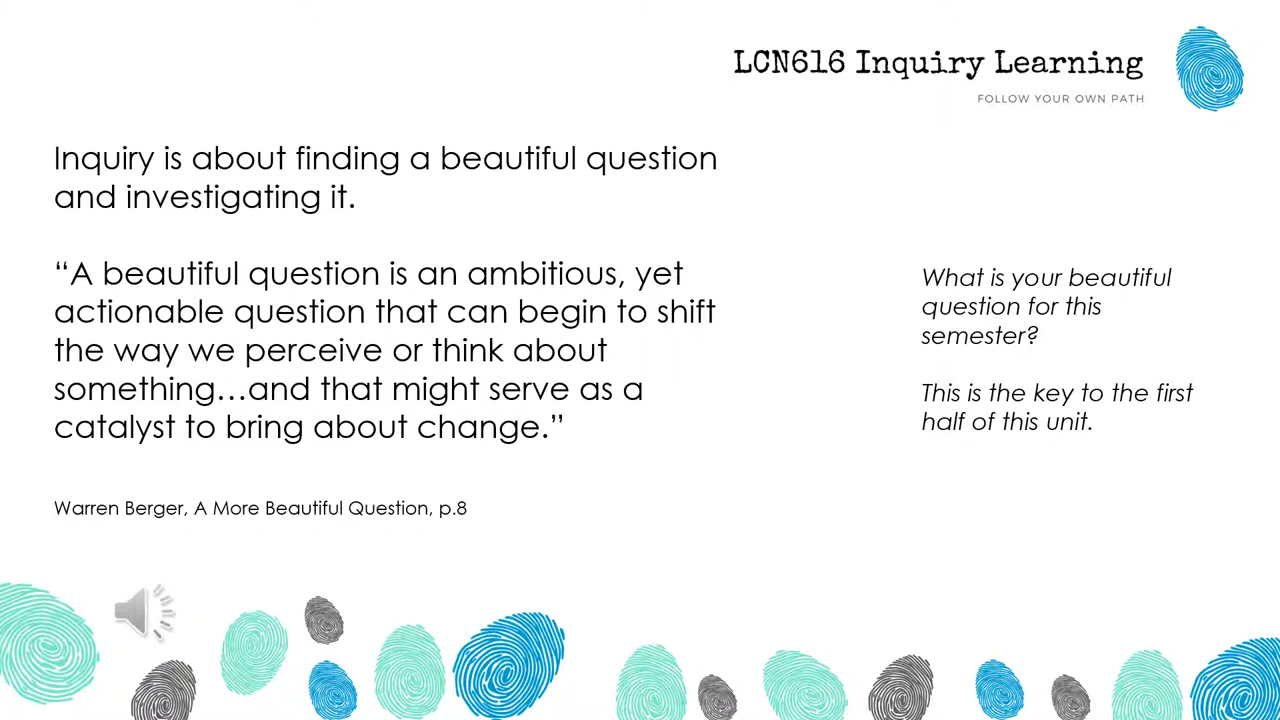 LCN616 Inquiry Learning
FOLLOW YOUR OWN PATH
Inquiry is about finding a beautiful question
and investigating it.
“A beautiful question is an ambitious, yet
actionable question that can begin to shift
the way we perceive or think about
something…and that might serve as a
catalyst to bring about change.”
Warren Berger, A More Beautiful Question, p.8
What is your beautiful
question for this
semester?
This is the key to the first
half of this unit.